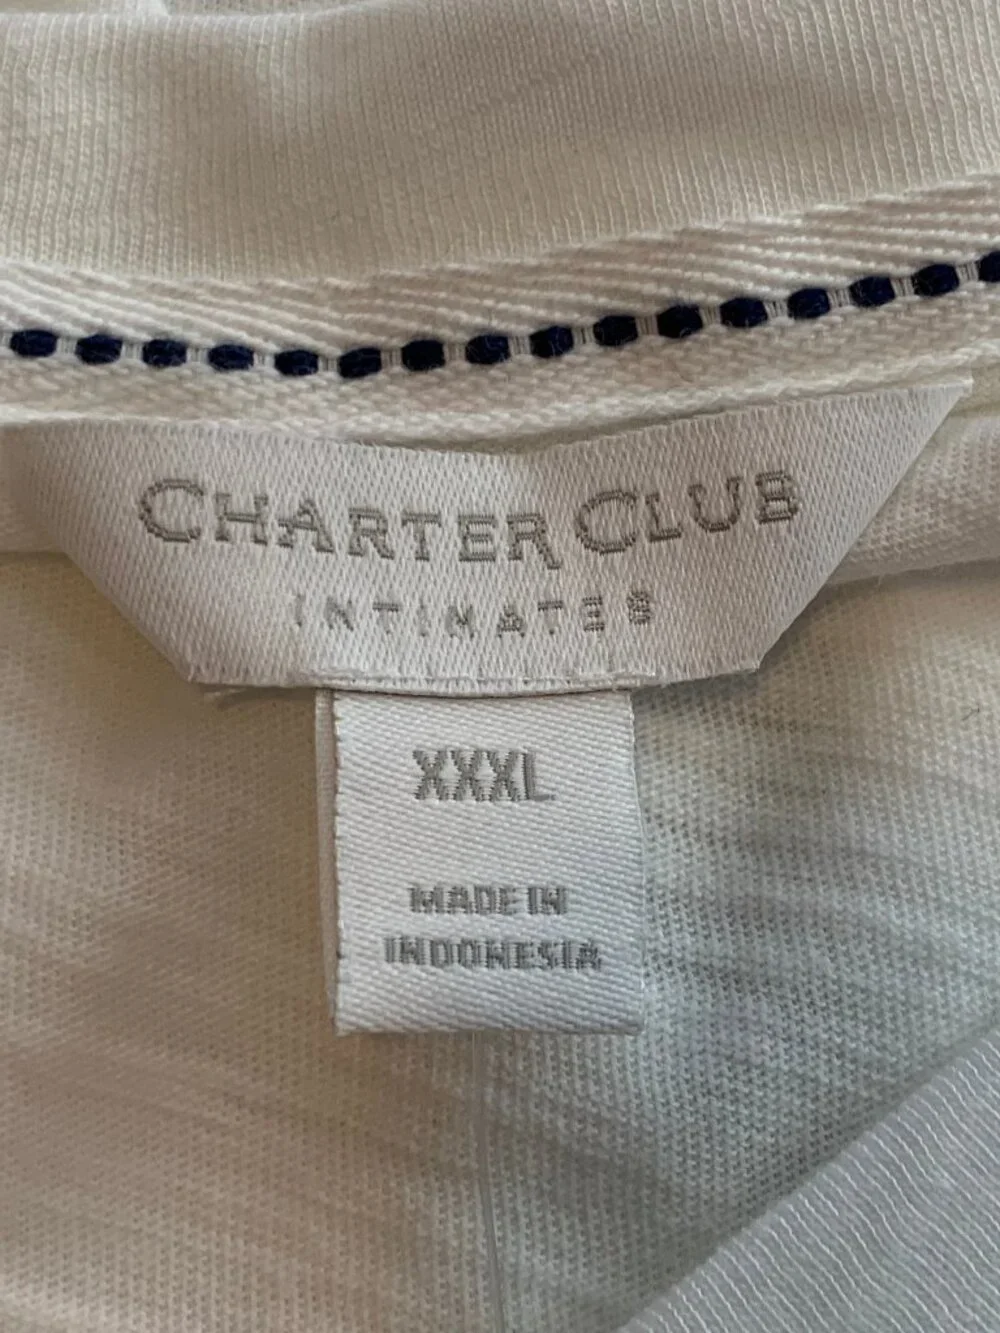 CHARTER CLUB
INTIMATES
XXXL
MADE IN
INDONESIA